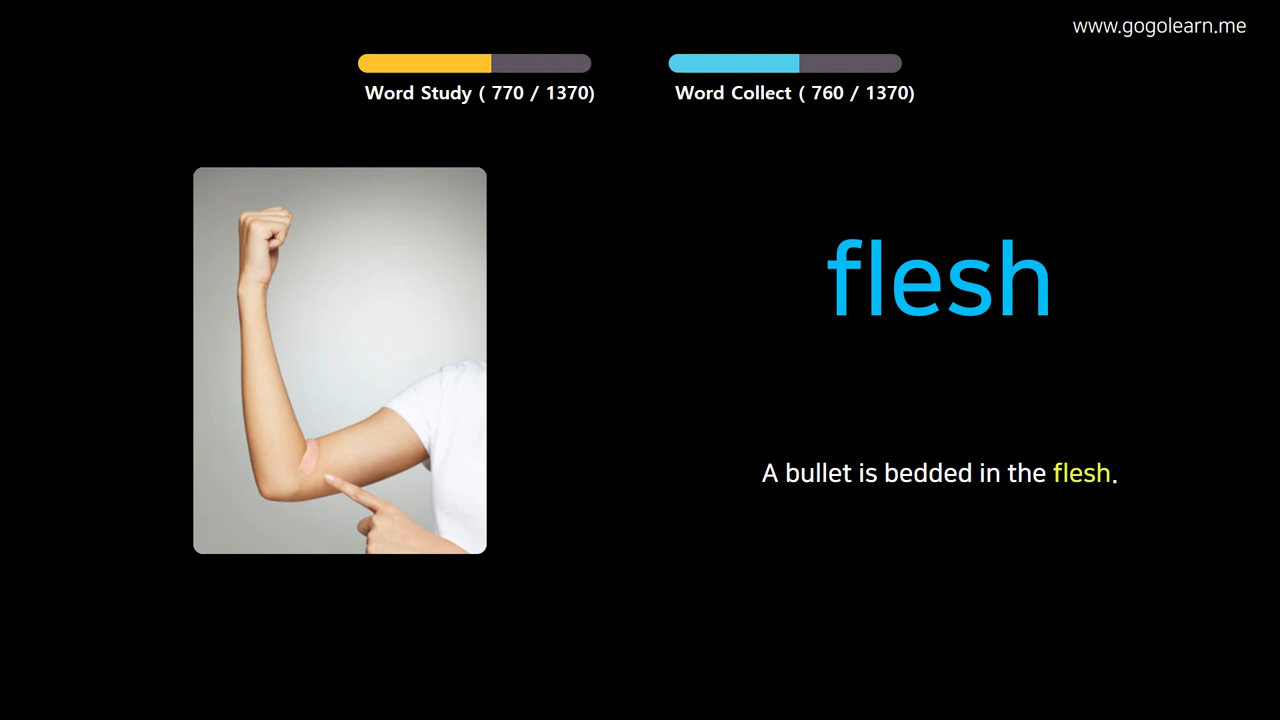 www.gogolearn.me
Word Study ( 770 / 1370)
Word Collect ( 760 / 1370)
flesh
A bullet is bedded in the flesh.